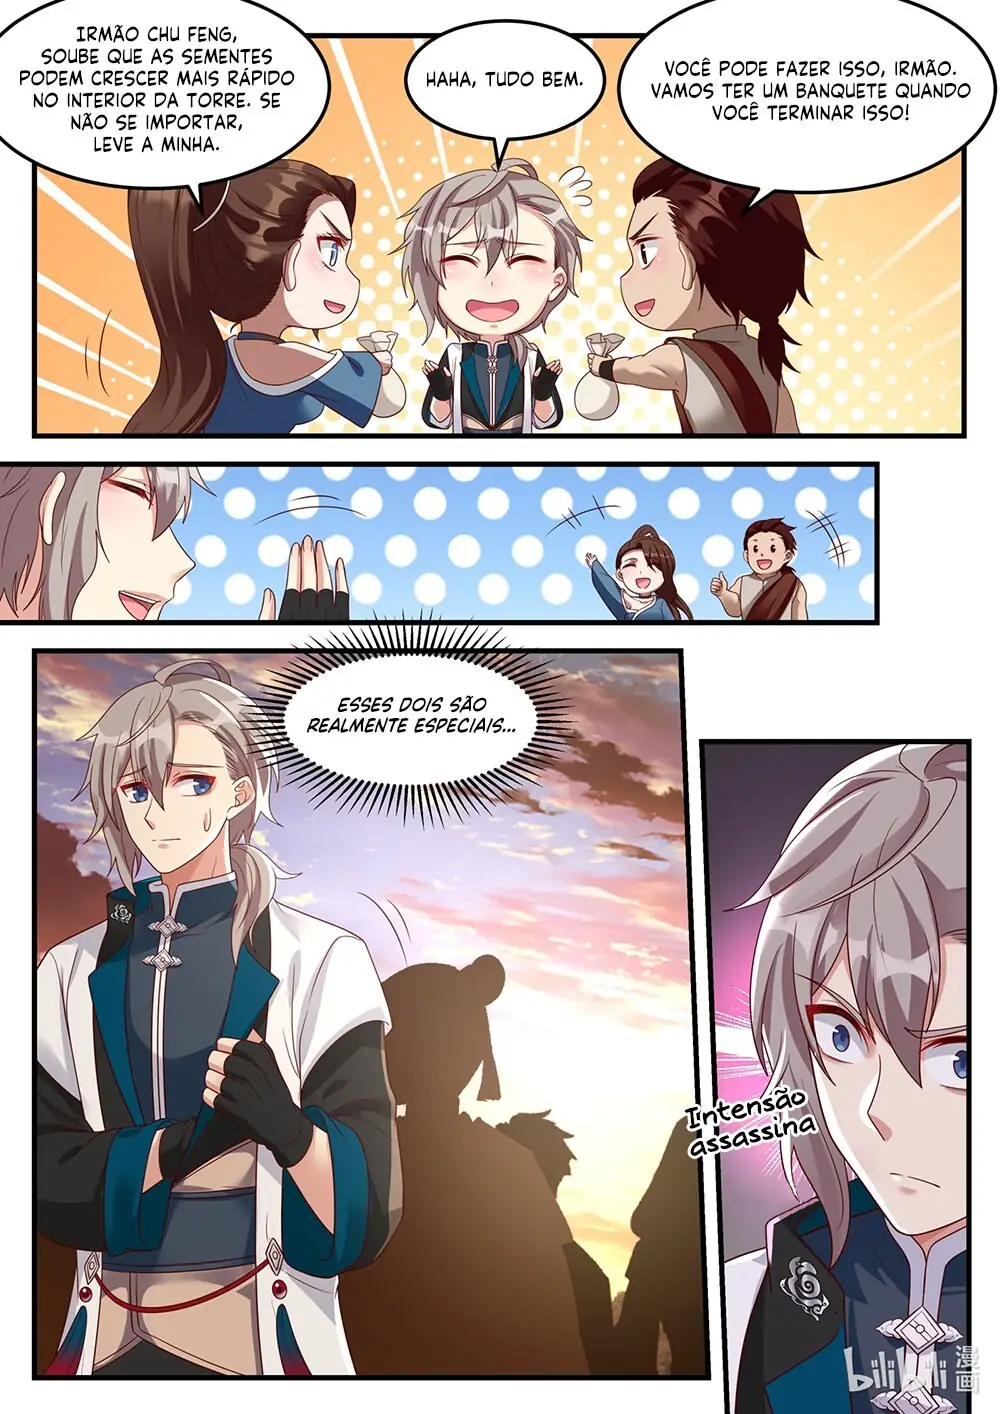 IRMÃO CHU FENG,
SOUBE QUE AS SEMENTES
PODEM CRESCER MAIS RÁPIDO
NO INTERIOR DA TORRE. SE
NÃO SE IMPORTAR,
LEVE A MINHA.
HAHA, TUDO BEM.
VOCÊ PODE FAZER ISSO, IRMÃO.
VAMOS TER UM BANQUETE QUANDO
VOCÊ TERMINAR ISSO!
ESSES DOIS SÃO
REALMENTE ESPECIAIS...
Intensão
assassina
bilibili 漫画